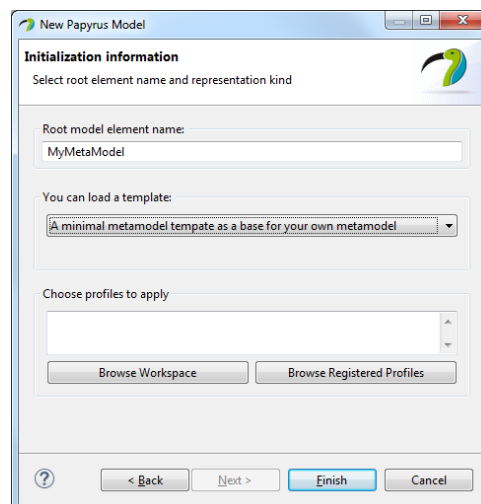 New Papyrus Model
Initialization information
Select root element name and representation kind
Root model element name:
MyMetaModel
You can load a template:
A minimal metamodel tempate as a base for your own metamodel
Choose profiles to apply
Browse Workspace Browse Registered Profiles
? < Back Next > Finish Cancel